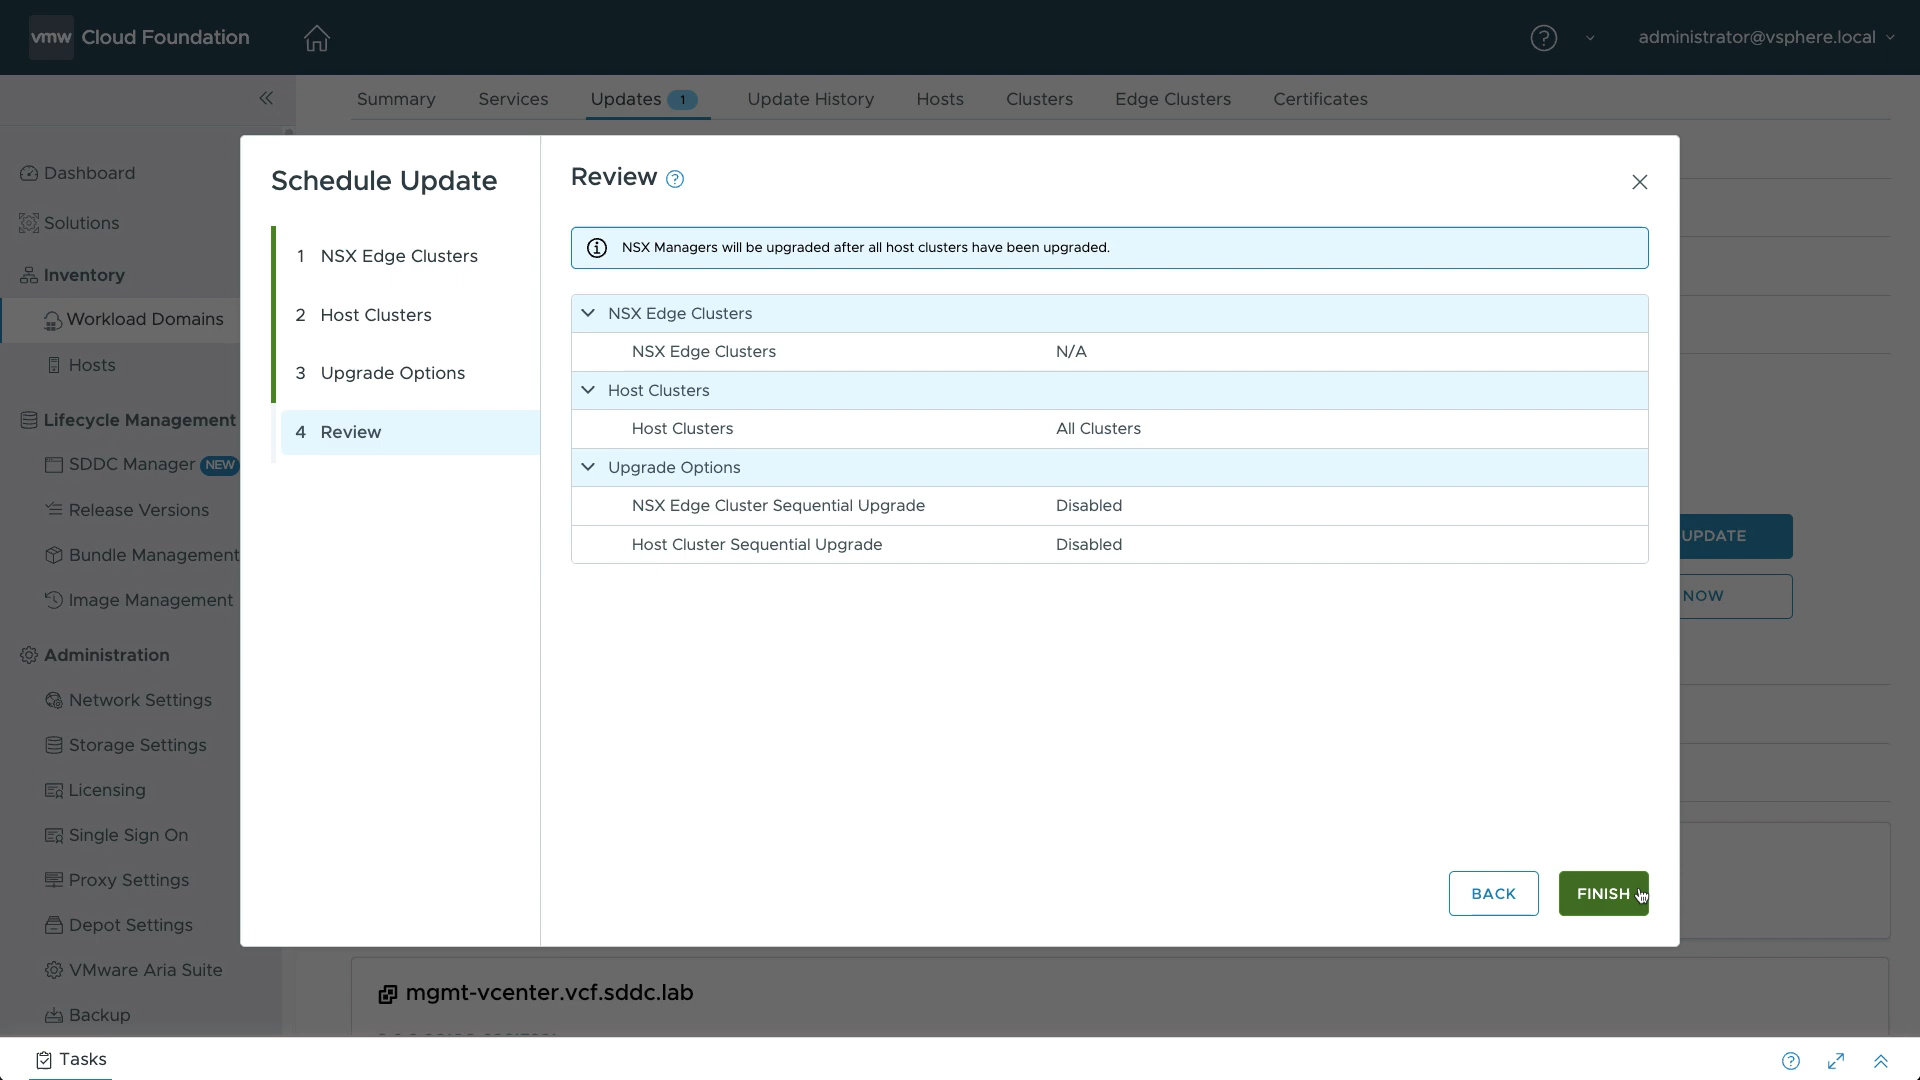 vmw Cloud Foundation
administrator@vsphere.local
Summary Services Updates 1 Update History Hosts Clusters Edge Clusters Certificates
Dashboard
Solutions
Inventory
Workload Domains
Hosts
Lifecycle Management
SDDC Manager NEW
Release Versions
Bundle Management
Image Management
Administration
Network Settings
Storage Settings
Licensing
Single Sign On
Proxy Settings
Depot Settings
VMware Aria Suite
Backup
Schedule Update
1 NSX Edge Clusters
2 Host Clusters
3 Upgrade Options
4 Review
Review
NSX Managers will be upgraded after all host clusters have been upgraded.
NSX Edge Clusters
NSX Edge Clusters N/A
Host Clusters
Host Clusters All Clusters
Upgrade Options
NSX Edge Cluster Sequential Upgrade Disabled
Host Cluster Sequential Upgrade Disabled
BACK FINISH
UPDATE
NOW
mgmt-vcenter.vcf.sddc.lab
Tasks